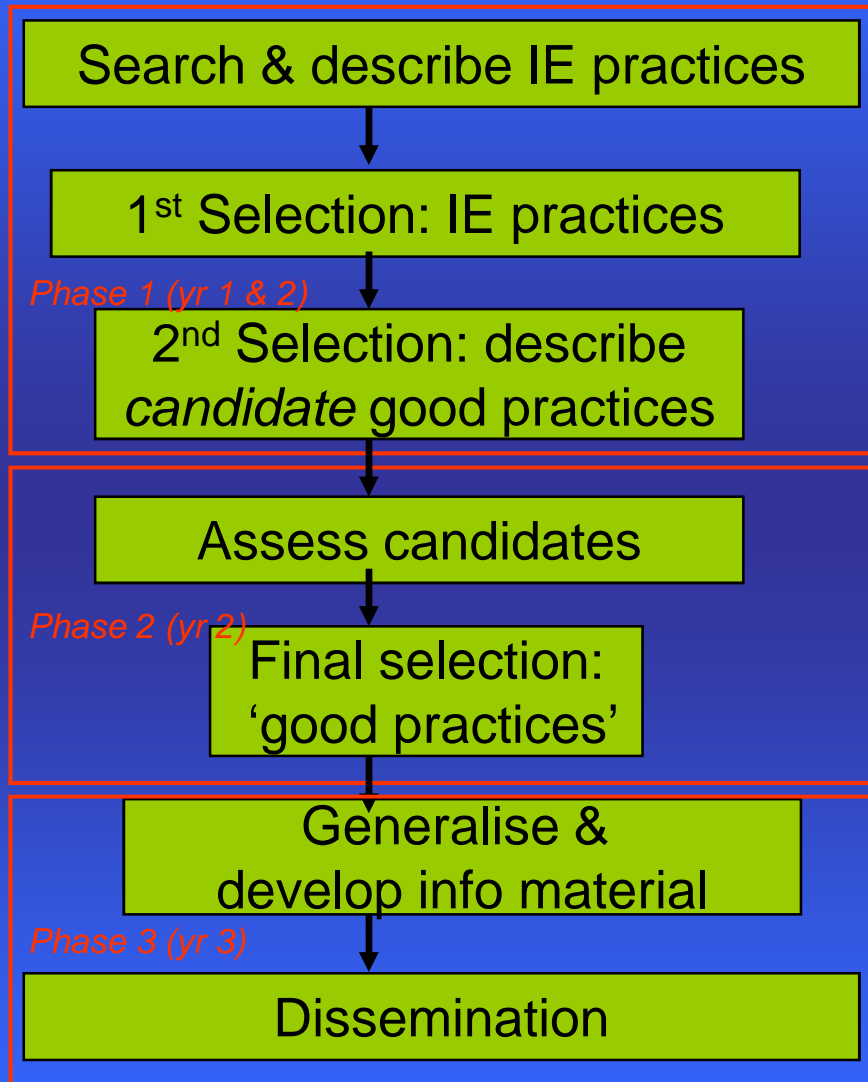 Search & describe IE practices
1st Selection: IE practices
Phase 1 (yr 1 & 2)
2nd Selection: describe
candidate good practices
Assess candidates
Phase 2 (yr 2)
Final selection:
‘good practices’
Generalise &
develop info material
Phase 3 (yr 3)
Dissemination